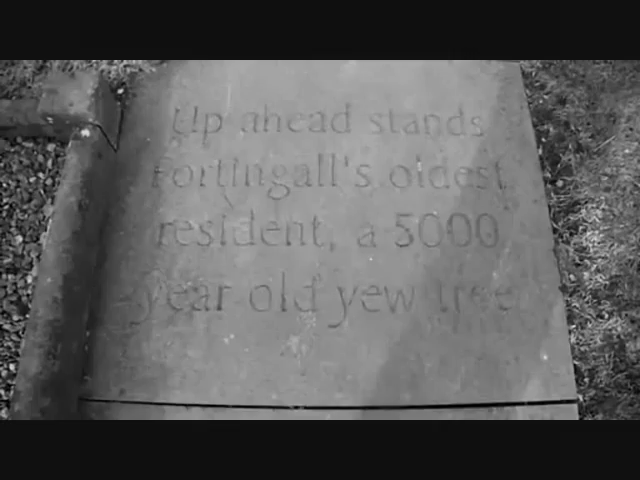 Up ahead stands
Fortingall's oldest
resident, a 5000
year old yew tree